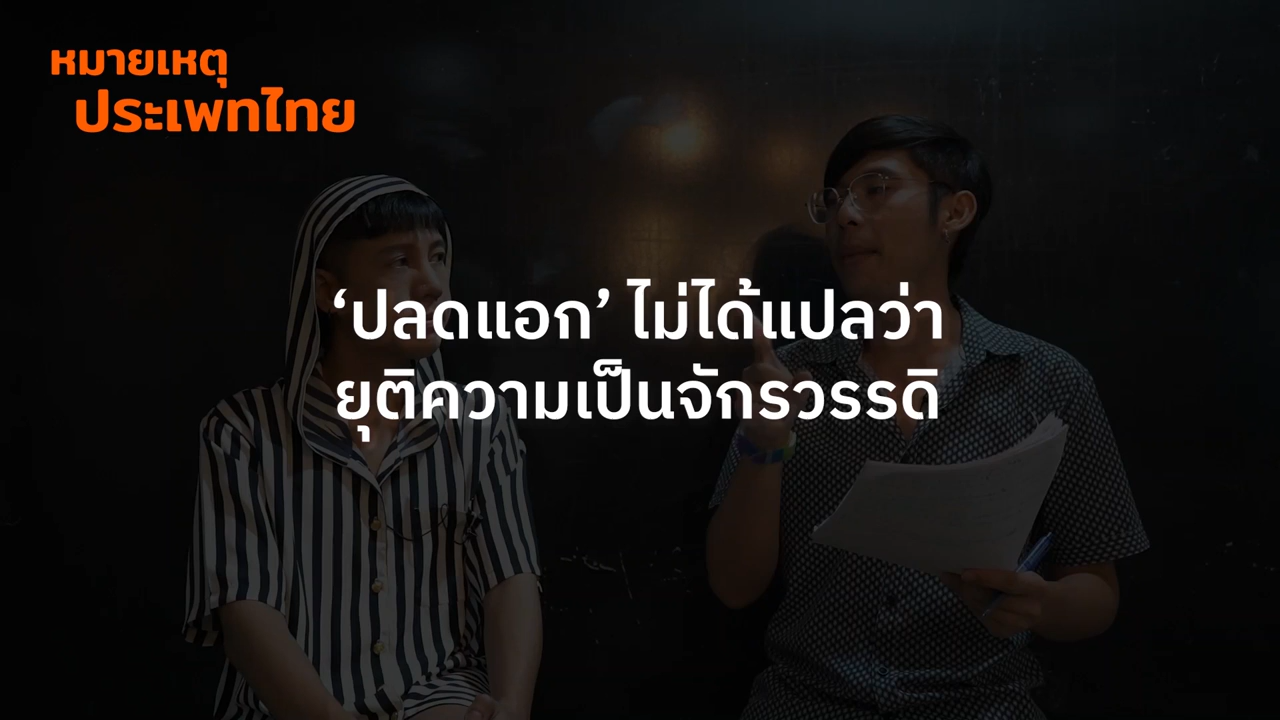 หมายเหตุ
ประเพทไทย
‘ปลดแอก’ ไม่ได้แปลว่า
ยุติความเป็นจักรวรรดิ